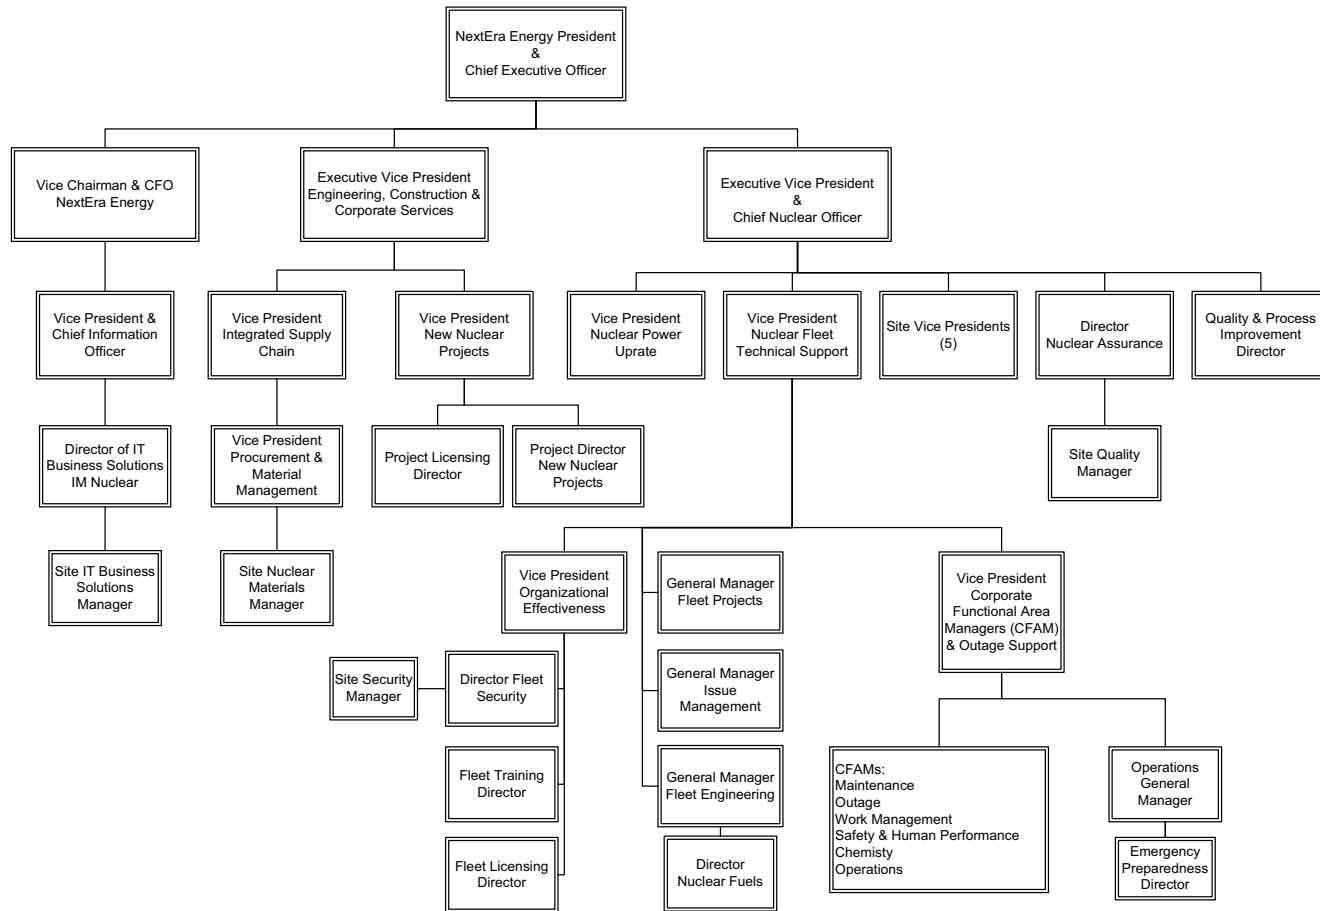 NextEra Energy President
&
Chief Executive Officer
Vice Chairman & CFO
NextEra Energy
Executive Vice President
Engineering, Construction &
Corporate Services
Executive Vice President
&
Chief Nuclear Officer
Vice President &
Chief Information
Officer
Vice President
Integrated Supply
Chain
Vice President
New Nuclear
Projects
Vice President
Nuclear Power
Uprate
Vice President
Nuclear Fleet
Technical Support
Site Vice Presidents
(5)
Director
Nuclear Assurance
Quality & Process
Improvement
Director
Director of IT
Business Solutions
IM Nuclear
Vice President
Procurement &
Material
Management
Project Licensing
Director
Project Director
New Nuclear
Projects
Site Quality
Manager
Site IT Business
Solutions
Manager
Site Nuclear
Materials
Manager
Vice President
Organizational
Effectiveness
General Manager
Fleet Projects
Vice President
Corporate
Functional Area
Managers (CFAM)
& Outage Support
Site Security
Manager
Director Fleet
Security
General Manager
Issue
Management
Fleet Training
Director
General Manager
Fleet Engineering
CFAMs:
Maintenance
Outage
Work Management
Safety & Human Performance
Chemisty
Operations
Operations
General
Manager
Fleet Licensing
Director
Director
Nuclear Fuels
Emergency
Preparedness
Director